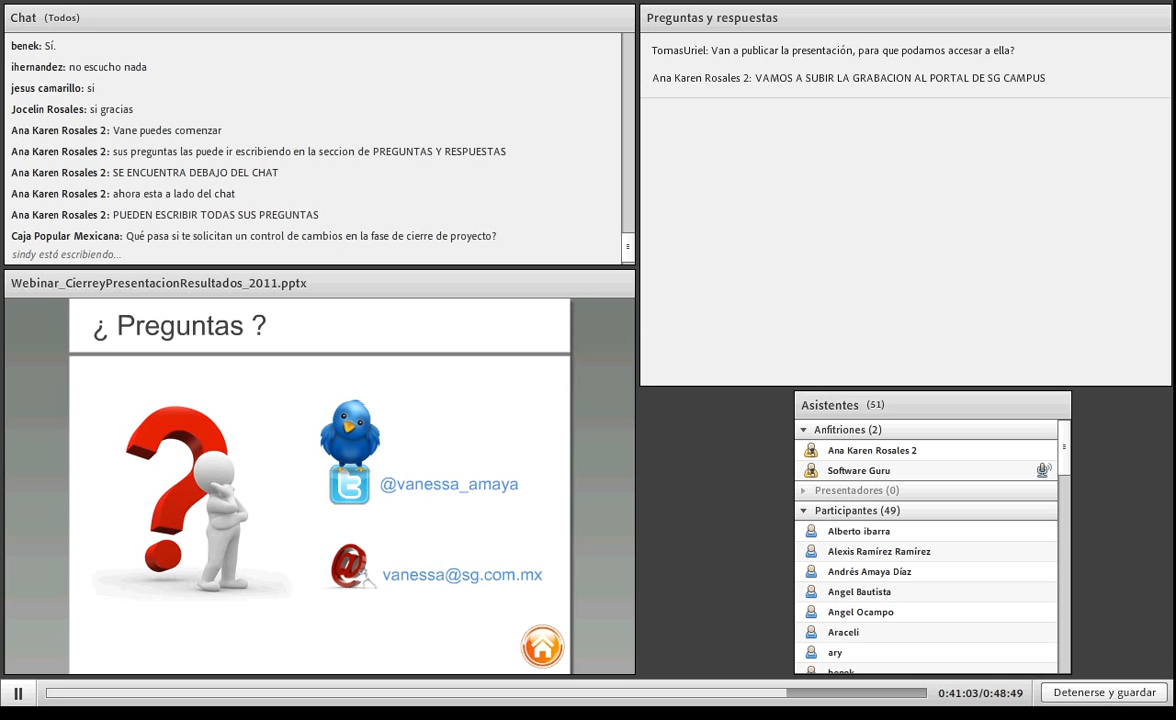 Chat (Todos)
benek: Sí.
ihernandez: no escucho nada
jesus camarillo: si
Jocelin Rosales: si gracias
Ana Karen Rosales 2: Vane puedes comenzar
Ana Karen Rosales 2: sus preguntas las puede ir escribiendo en la seccion de PREGUNTAS Y RESPUESTAS
Ana Karen Rosales 2: SE ENCUENTRA DEBAJO DEL CHAT
Ana Karen Rosales 2: ahora esta a lado del chat
Ana Karen Rosales 2: PUEDEN ESCRIBIR TODAS SUS PREGUNTAS
Caja Popular Mexicana: Qué pasa si te solicitan un control de cambios en la fase de cierre de proyecto?
sindy está escribiendo...
Preguntas y respuestas
TomasUriel: Van a publicar la presentación, para que podamos accesar a ella?
Ana Karen Rosales 2: VAMOS A SUBIR LA GRABACION AL PORTAL DE SG CAMPUS
Webinar_CierreyPresentacionResultados_2011.pptx
¿ Preguntas ?
@vanessa_amaya
vanessa@sg.com.mx
Asistentes (51)
Anfitriones (2)
Ana Karen Rosales 2
Software Guru
Presentadores (0)
Participantes (49)
Alberto ibarra
Alexis Ramírez Ramírez
Andrés Amaya Díaz
Angel Bautista
Angel Ocampo
Araceli
ary
benek
0:41:03/0:48:49
Detenerse y guardar